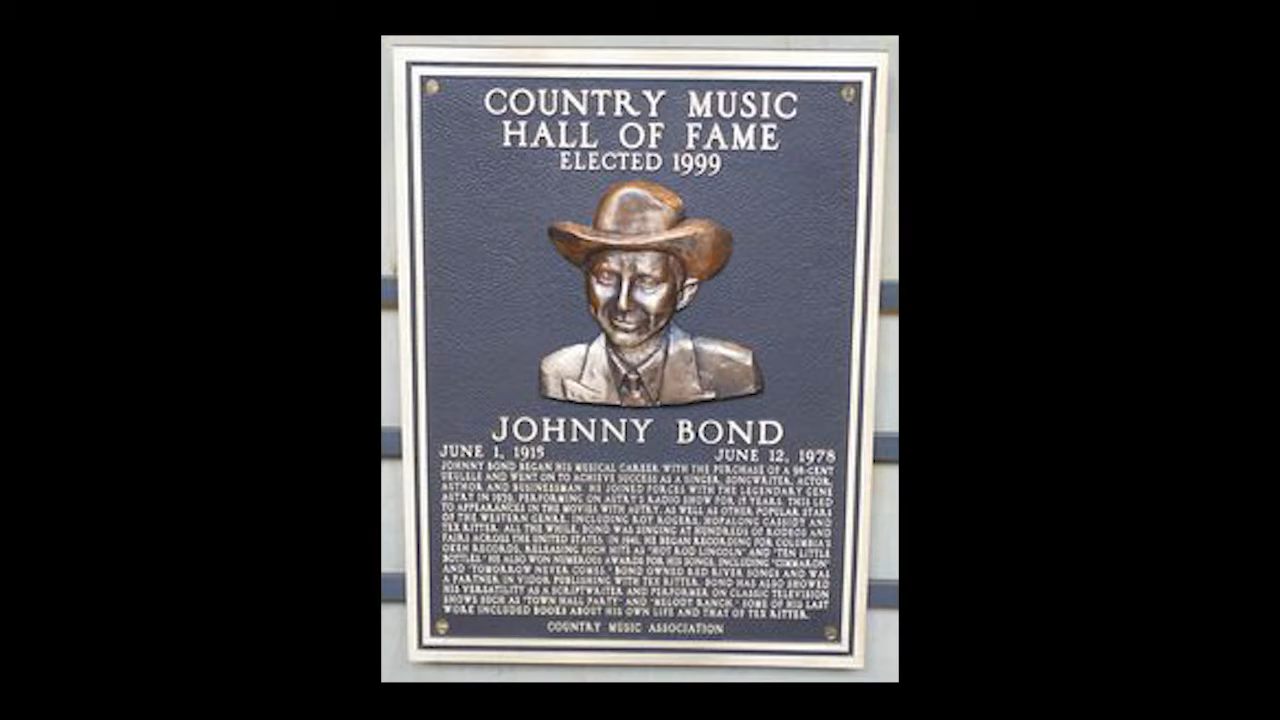 COUNTRY MUSIC
HALL OF FAME
ELECTED 1999
JOHNNY BOND
JUNE 1, 1915 JUNE 12, 1978
JOHNNY BOND BEGAN HIS MUSICAL CAREER WITH THE PURCHASE OF A 98-CENT
UKULELE AND WENT ON TO ACHIEVE SUCCESS AS A SINGER, SONGWRITER, ACTOR,
AUTHOR AND BUSINESSMAN. HE JOINED FORCES WITH THE LEGENDARY GENE
AUTRY IN PERFORMING ON AUTRY'S RADIO SHOW FOR YEARS. THIS LED
TO APPEARANCES IN THE MOVIES WITH AUTRY, AS WELL AS OTHER POPULAR STARS
OF THE WESTERN GENRE, INCLUDING ROY ROGERS, HOPALONG CASSIDY AND
TEX RITTER. ALL THE WHILE, BOND WAS SINGING AT HUNDREDS OF RODEOS AND
FAIRS ACROSS THE UNITED STATES. IN HE BEGAN RECORDING FOR COLUMBIA'S
OKEH RECORDS, RELEASING SUCH HITS AS "HOT ROD LINCOLN" AND "TEN LITTLE
BOTTLES." HE ALSO WON NUMEROUS AWARDS FOR HIS SONGS, INCLUDING "CIMMARON"
AND "TOMORROW NEVER COMES." BOND OWNED RED RIVER SONGS AND WAS
A PARTNER IN VIDOR PUBLISHING WITH TEX RITTER. BOND HAS ALSO SHOWED
HIS VERSATILITY AS A SCRIPTWRITER AND PERFORMER ON CLASSIC TELEVISION
SHOWS SUCH AS "TOWN HALL PARTY" AND "MELODY RANCH." SOME OF HIS LAST
WORK INCLUDED BOOKS ABOUT HIS OWN LIFE AND THAT OF TEX RITTER.
COUNTRY MUSIC ASSOCIATION